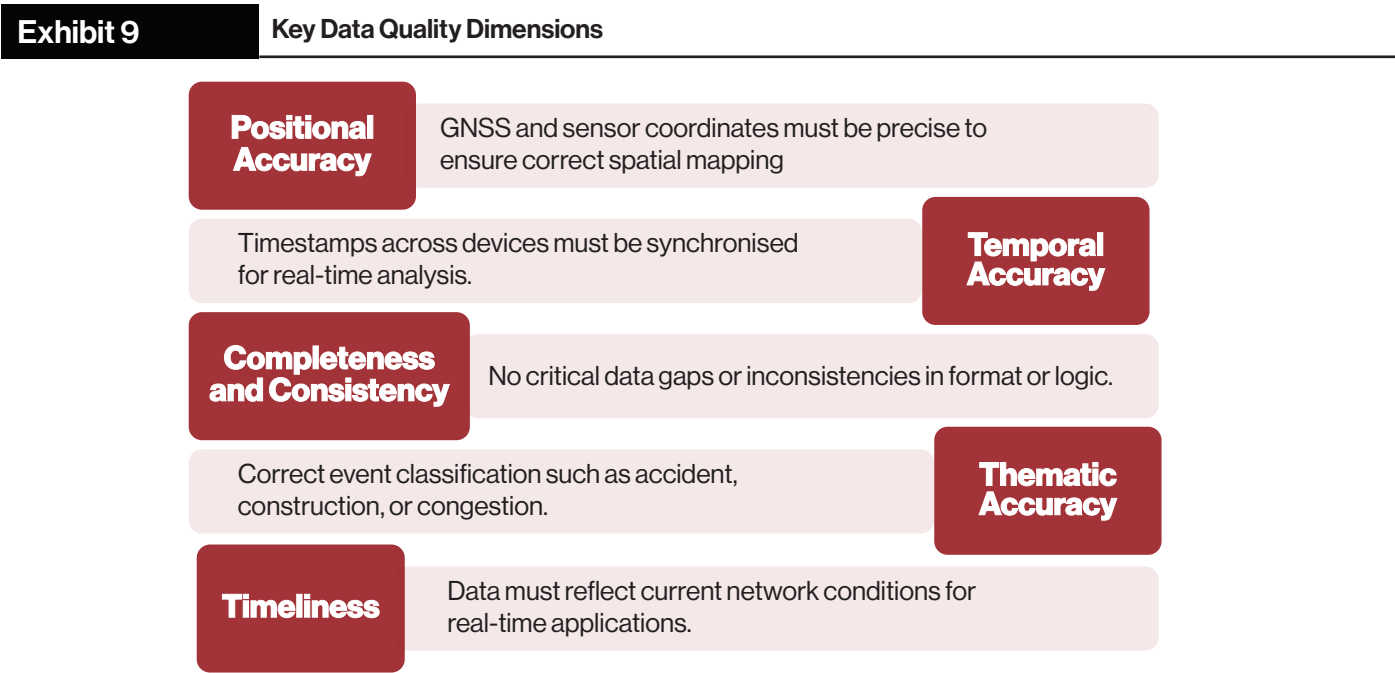 Exhibit 9
Key Data Quality Dimensions
Positional
Accuracy
GNSS and sensor coordinates must be precise to
ensure correct spatial mapping
Timestamps across devices must be synchronised
for real-time analysis.
Temporal
Accuracy
Completeness
and Consistency
No critical data gaps or inconsistencies in format or logic.
Correct event classification such as accident,
construction, or congestion.
Thematic
Accuracy
Timeliness
Data must reflect current network conditions for
real-time applications.